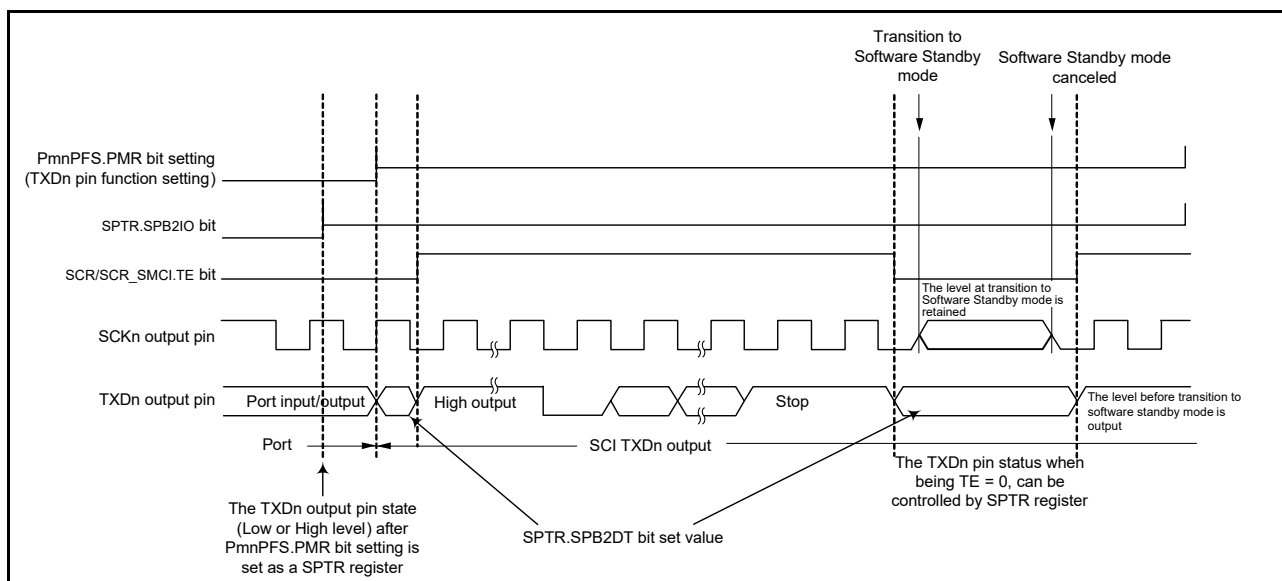 Transition to
Software Standby
mode
Software Standby mode
canceled
PmnPFS.PMR bit setting
(TXDn pin function setting)
SPTR.SPB2IO bit
SCR/SCR_SMCI.TE bit
The level at transition to
Software Standby mode is
retained
SCKn output pin
TXDn output pin
Port input/output
High output
Stop
The level before transition to
software standby mode is
output
Port
SCI TXDn output
The TXDn pin status when
being TE = 0, can be
controlled by SPTR register
The TXDn output pin state
(Low or High level) after
PmnPFS.PMR bit setting is
set as a SPTR register
SPTR.SPB2DT bit set value